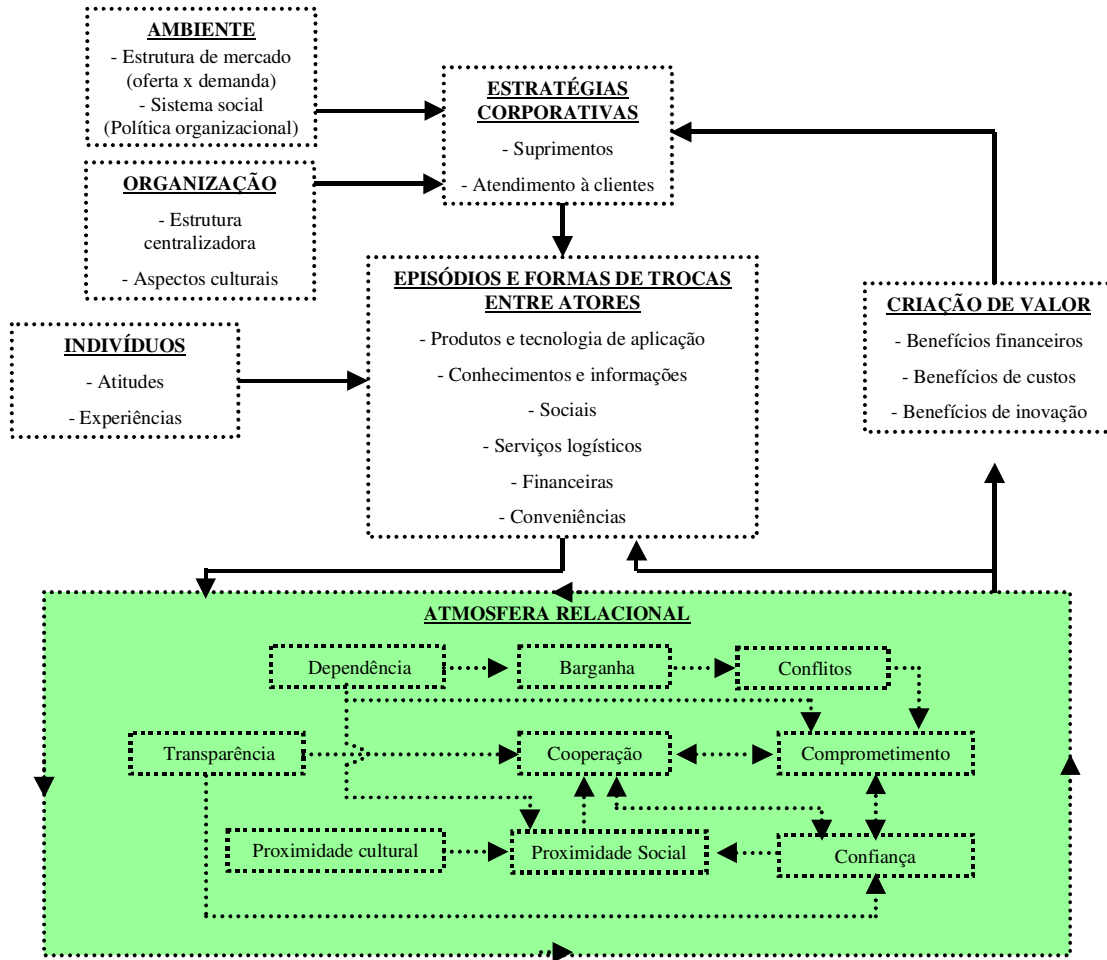 AMBIENTE
- Estrutura de mercado
(oferta x demanda)
- Sistema social
(Política organizacional)
ESTRATÉGIAS
CORPORATIVAS
- Suprimentos
- Atendimento à clientes
ORGANIZAÇÃO
- Estrutura
centralizadora
- Aspectos culturais
EPISÓDIOS E FORMAS DE TROCAS
ENTRE ATORES
- Produtos e tecnologia de aplicação
- Conhecimentos e informações
- Sociais
- Serviços logísticos
- Financeiras
- Conveniências
CRIAÇÃO DE VALOR
- Benefícios financeiros
- Benefícios de custos
- Benefícios de inovação
INDIVÍDUOS
- Atitudes
- Experiências
ATMOSFERA RELACIONAL
Dependência
Barganha
Conflitos
Transparência
Cooperação
Comprometimento
Proximidade cultural
Proximidade Social
Confiança